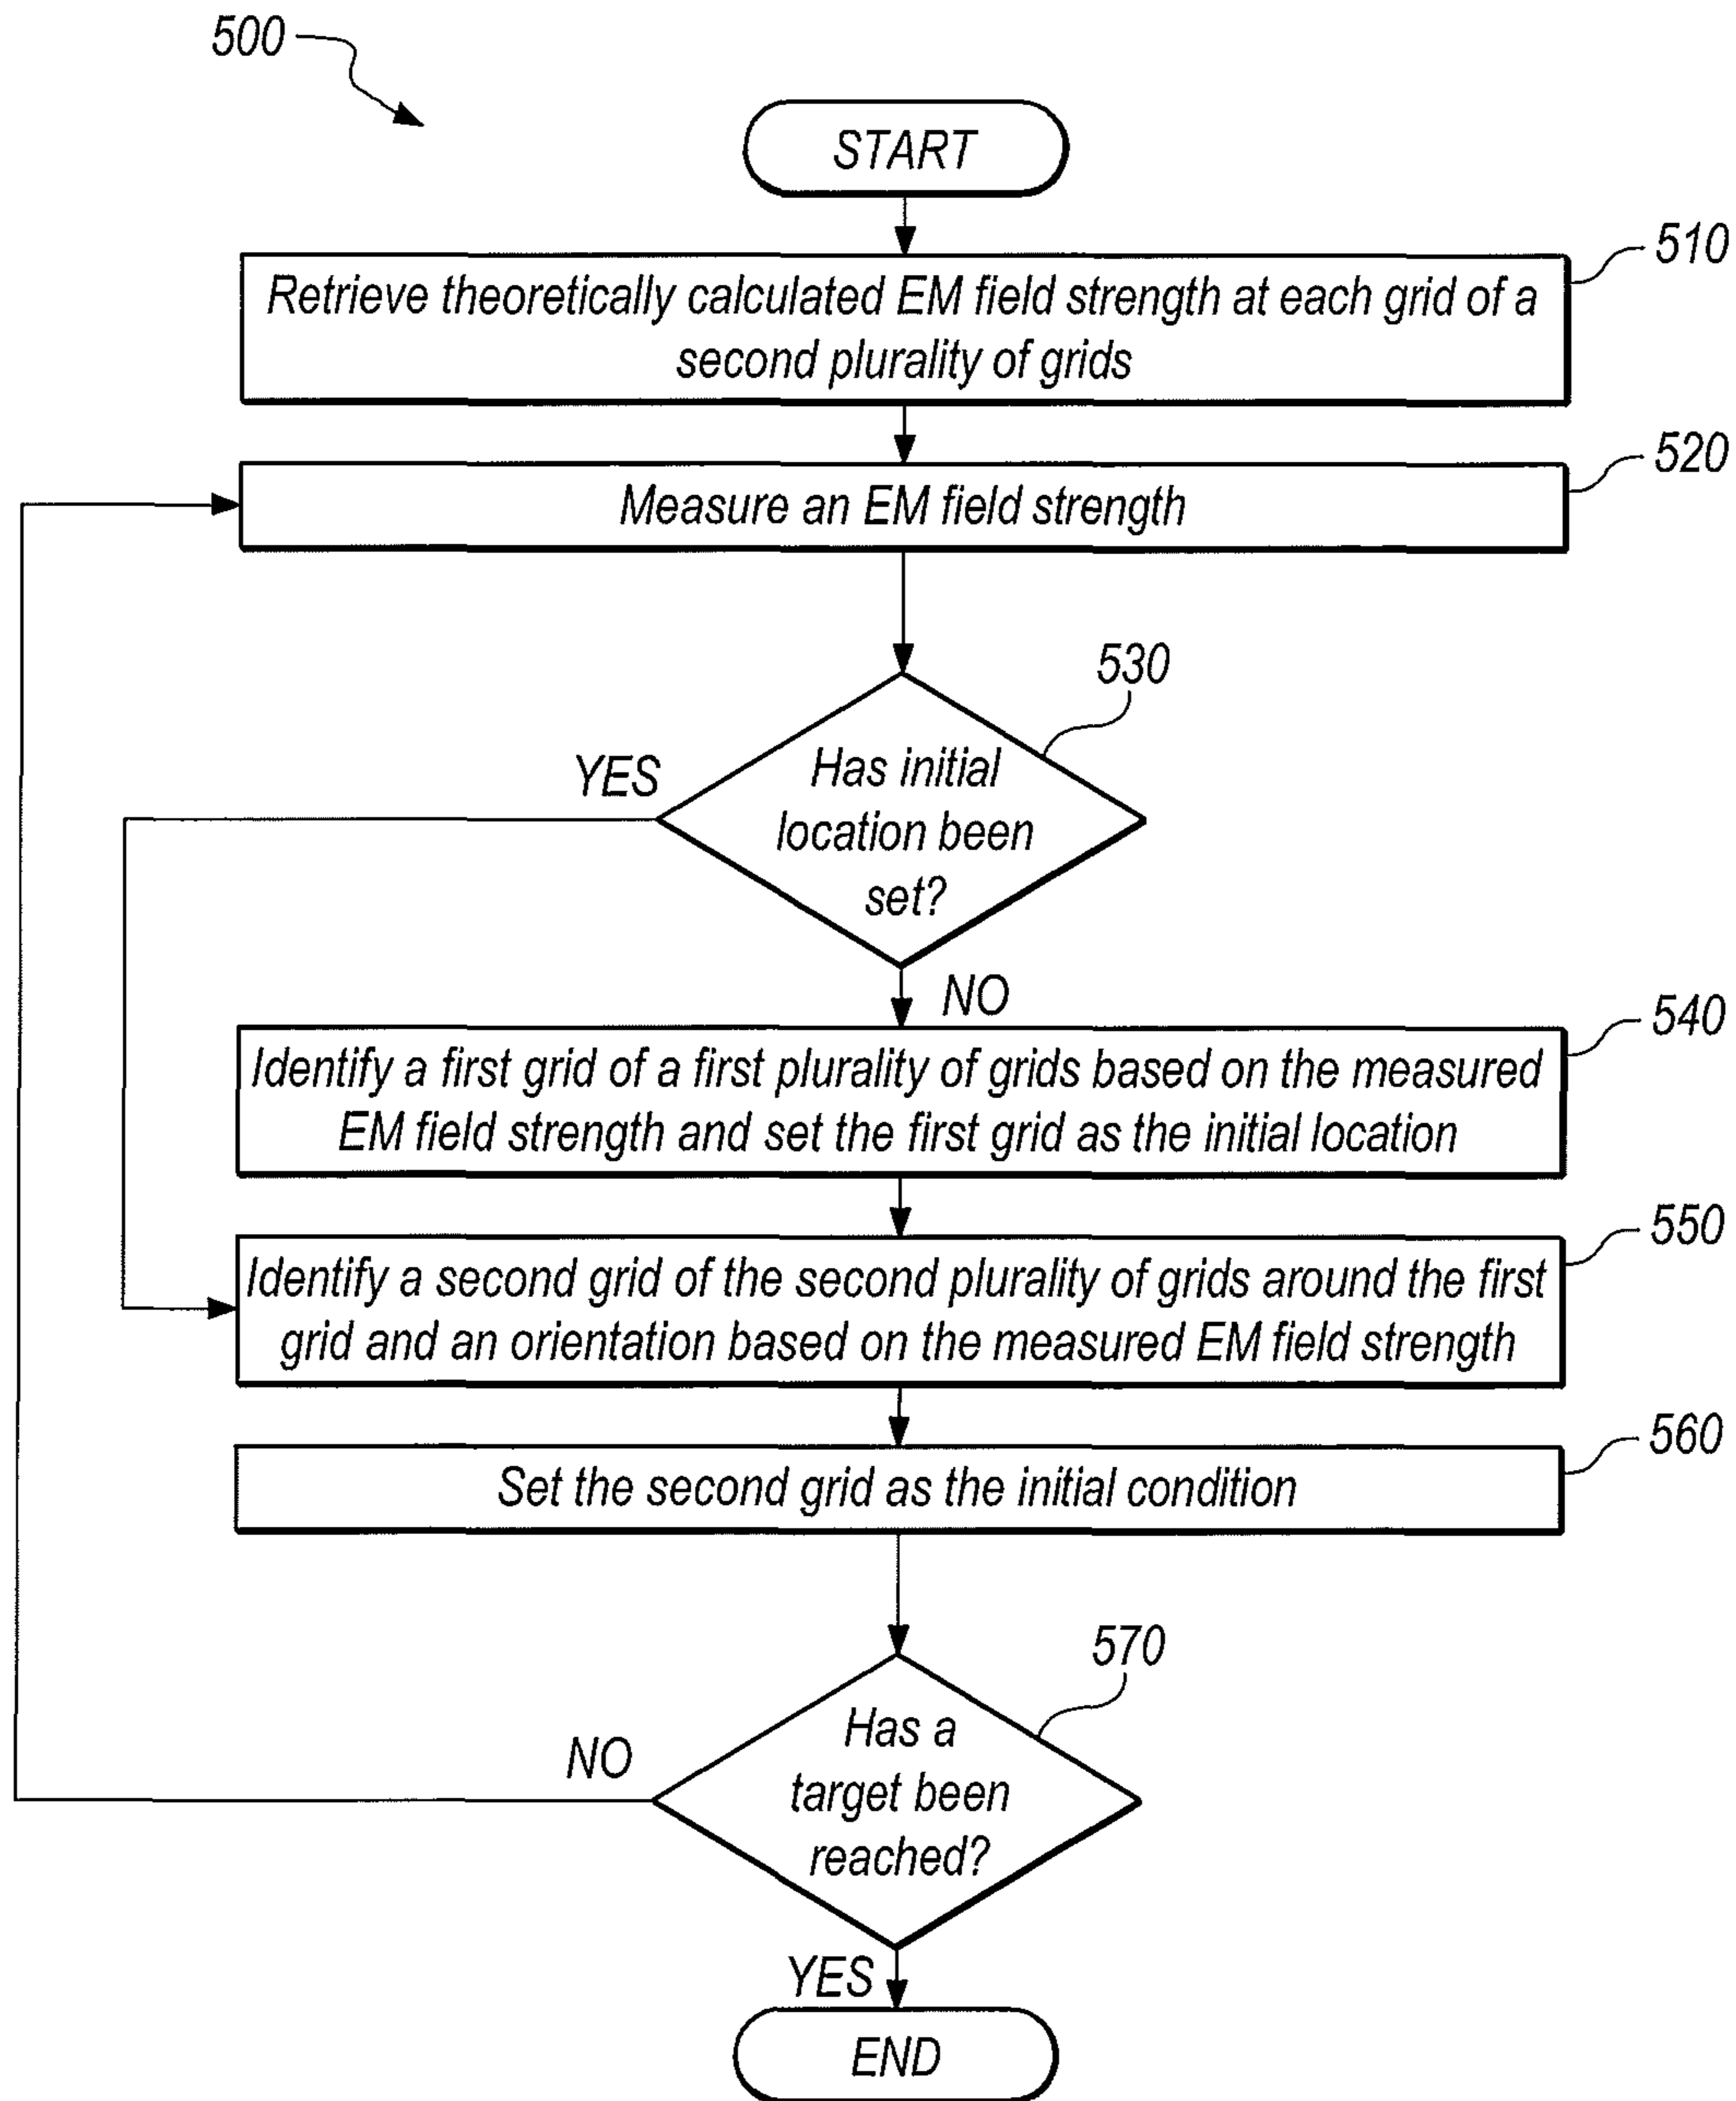 500
START
510
Retrieve theoretically calculated EM field strength at each grid of a
second plurality of grids
520
Measure an EM field strength
530
YES
Has initial
location been
set?
NO
540
Identify a first grid of a first plurality of grids based on the measured
EM field strength and set the first grid as the initial location
550
Identify a second grid of the second plurality of grids around the first
grid and an orientation based on the measured EM field strength
560
Set the second grid as the initial condition
570
NO
Has a
target been
reached?
YES
END